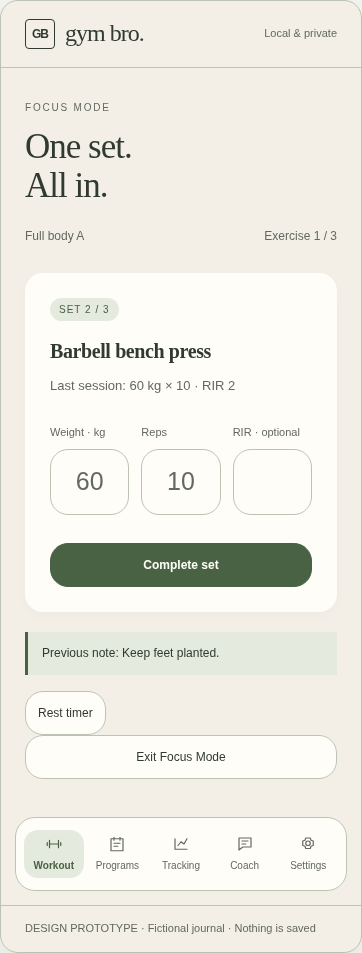 GB gym bro. Local & private
FOCUS MODE
One set.
All in.
Full body A Exercise 1 / 3
SET 2 / 3
Barbell bench press
Last session: 60 kg × 10 · RIR 2
Weight · kg Reps RIR · optional
60 10
Complete set
Previous note: Keep feet planted.
Rest timer
Exit Focus Mode
Workout Programs Tracking Coach Settings
DESIGN PROTOTYPE · Fictional journal · Nothing is saved